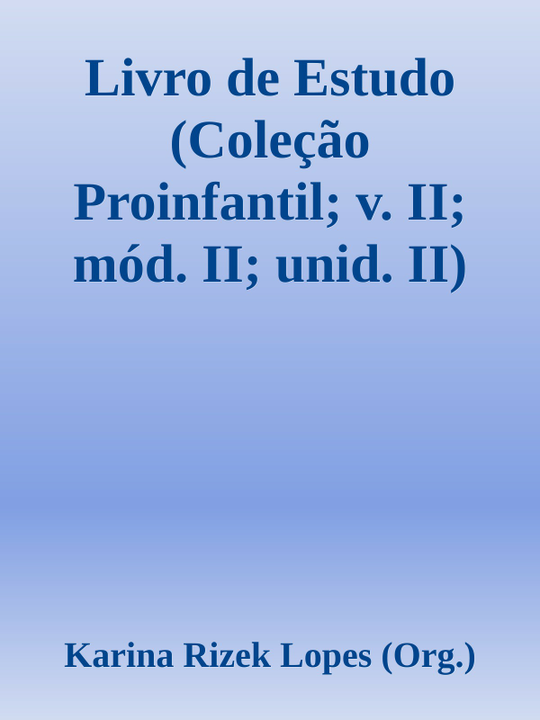 Livro de Estudo
(Coleção
Proinfantil; v. II;
mód. II; unid. II)
Karina Rizek Lopes (Org.)